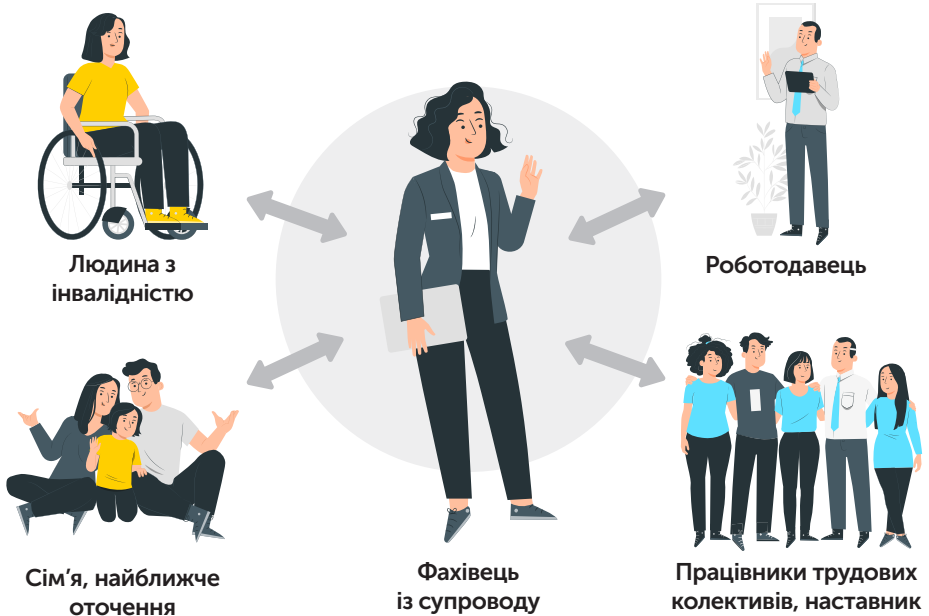 Людина з
інвалідністю
Роботодавець
Сім’я, найближче
оточення
Фахівець
із супроводу
Працівники трудових
колективів, наставник